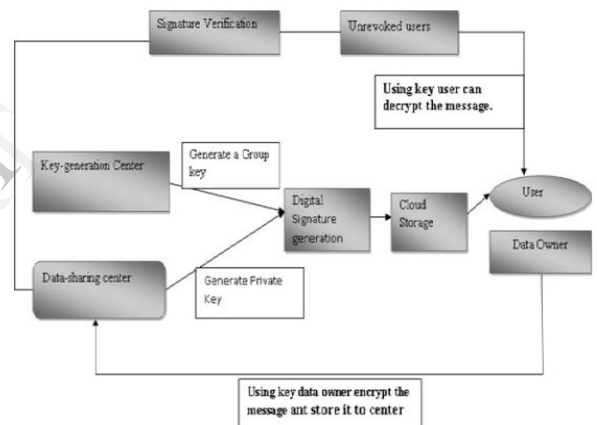 Signature Verification
Unrevoked users
Using key user can
decrypt the message.
Key-generation Center
Generate a Group
key
Digital
Signature
generation
Cloud
Storage
User
Data Owner
Data-sharing center
Generate Private
Key
Using key data owner encrypt the
message ant store it to center